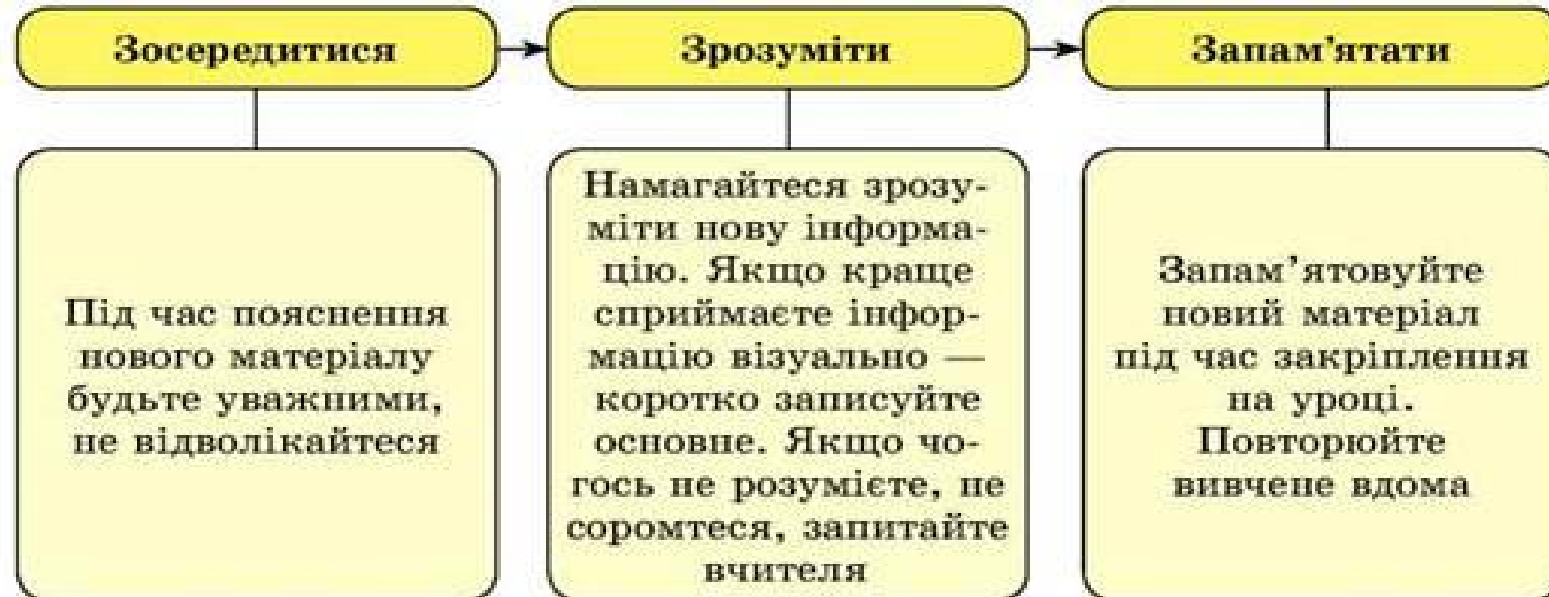 Зосередитися
Зрозуміти
Запам’ятати
Під час пояснення
нового матеріалу
будьте уважними,
не відволікайтеся
Намагайтеся зрозу-
міти нову інформа-
цію. Якщо краще
сприймаєте інфор-
мацію візуально —
коротко записуйте
основне. Якщо чо-
гось не розумієте, не
соромтеся, запитайте
вчителя
Запам’ятовуйте
новий матеріал
під час закріплення
на уроці.
Повторюйте
вивчене вдома